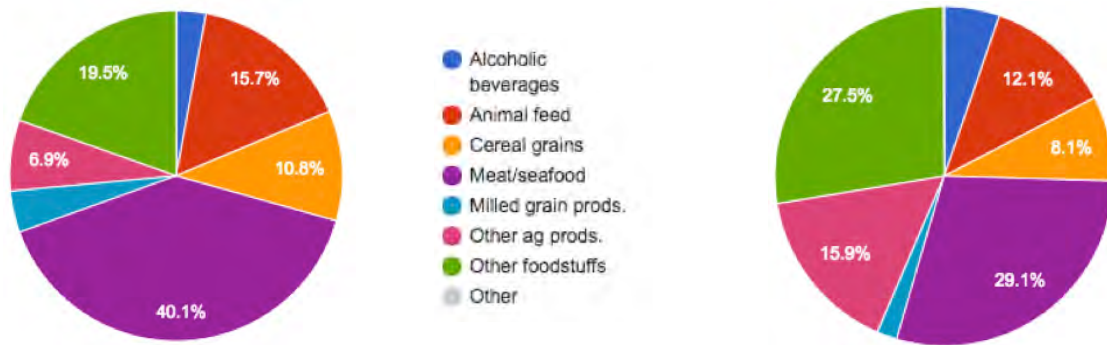 19.5%
15.7%
6.9%
10.8%
40.1%
Alcoholic
beverages
Animal feed
Cereal grains
Meat/seafood
Milled grain prods.
Other ag prods.
Other foodstuffs
Other
27.5%
12.1%
8.1%
15.9%
29.1%